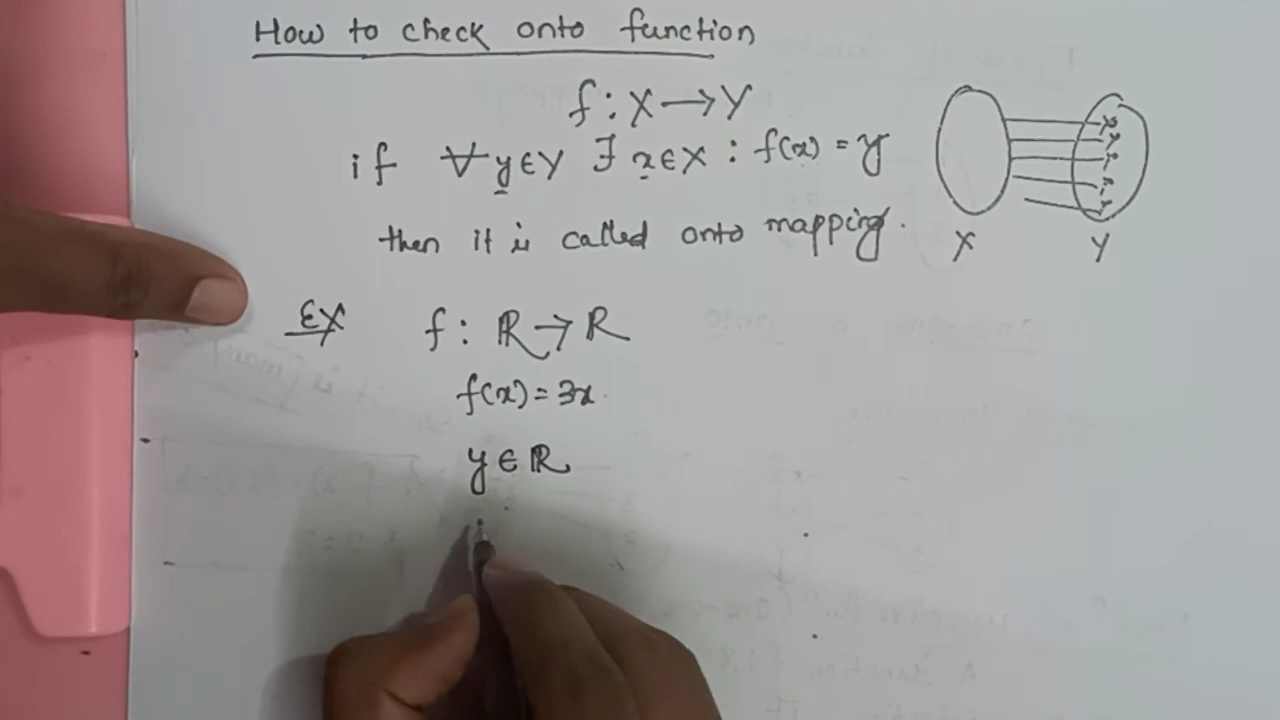 How to check onto function
f : X → Y
if ∀ y ∈ Y ∃ x ∈ X : f(x) = y
then it is called onto mapping.
X Y
Ex f : ℝ → ℝ
f(x) = 3x.
y ∈ ℝ